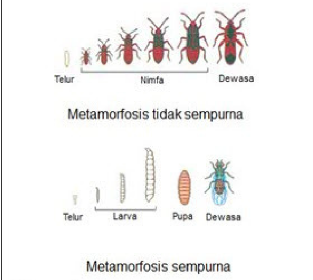 Telur Nimfa Dewasa
Metamorfosis tidak sempurna
Telur Larva Pupa Dewasa
Metamorfosis sempurna